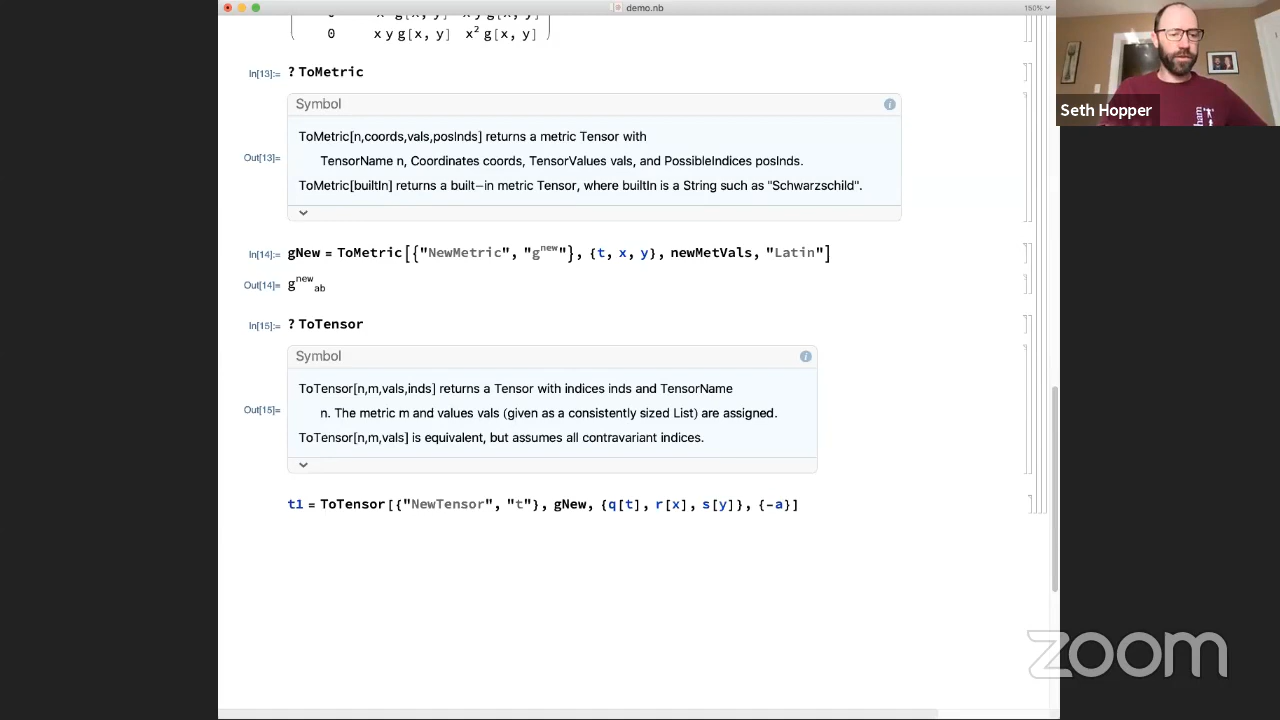 demo.nb
150%
0 x y g[x, y] x² g[x, y]
In[13]:= ? ToMetric
Symbol
ToMetric[n,coords,vals,posInds] returns a metric Tensor with
Out[13]= TensorName n, Coordinates coords, TensorValues vals, and PossibleIndices posInds.
ToMetric[builtIn] returns a built-in metric Tensor, where builtIn is a String such as "Schwarzschild".
In[14]:= gNew = ToMetric[{"NewMetric", "g^new"}, {t, x, y}, newMetVals, "Latin"]
Out[14]= g^new_ab
In[15]:= ? ToTensor
Symbol
ToTensor[n,m,vals,inds] returns a Tensor with indices inds and TensorName
Out[15]= n. The metric m and values vals (given as a consistently sized List) are assigned.
ToTensor[n,m,vals] is equivalent, but assumes all contravariant indices.
t1 = ToTensor[{"NewTensor", "t"}, gNew, {q[t], r[x], s[y]}, {-a}]
Seth Hopper
zoom